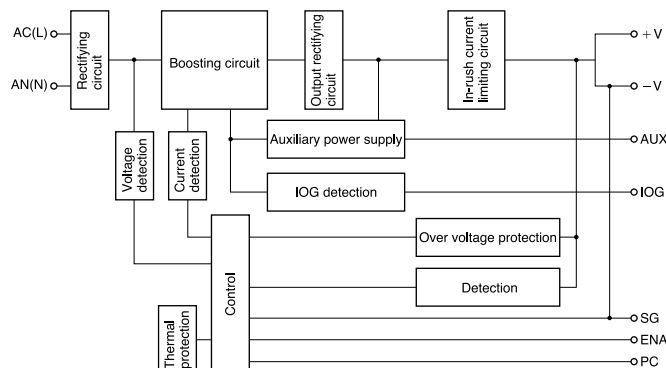 AC(L)
AN(N)
Rectifying
circuit
Boosting circuit
Output rectifying
circuit
In-rush current
limiting circuit
+V
−V
Voltage
detection
Current
detection
Auxiliary power supply
AUX
IOG detection
IOG
Control
Over voltage protection
Detection
Thermal
protection
SG
ENA
PC